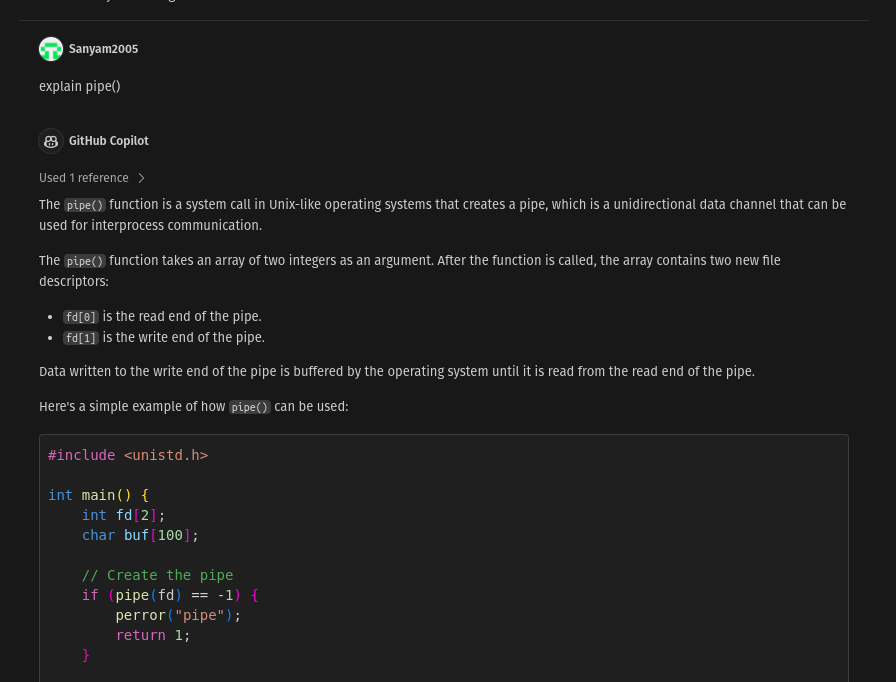 Sanyam2005
explain pipe()
GitHub Copilot
Used 1 reference
The pipe() function is a system call in Unix-like operating systems that creates a pipe, which is a unidirectional data channel that can be
used for interprocess communication.
The pipe() function takes an array of two integers as an argument. After the function is called, the array contains two new file
descriptors:
• fd[0] is the read end of the pipe.
• fd[1] is the write end of the pipe.
Data written to the write end of the pipe is buffered by the operating system until it is read from the read end of the pipe.
Here's a simple example of how pipe() can be used:
#include <unistd.h>
int main() {
    int fd[2];
    char buf[100];
    // Create the pipe
    if (pipe(fd) == -1) {
        perror("pipe");
        return 1;
    }